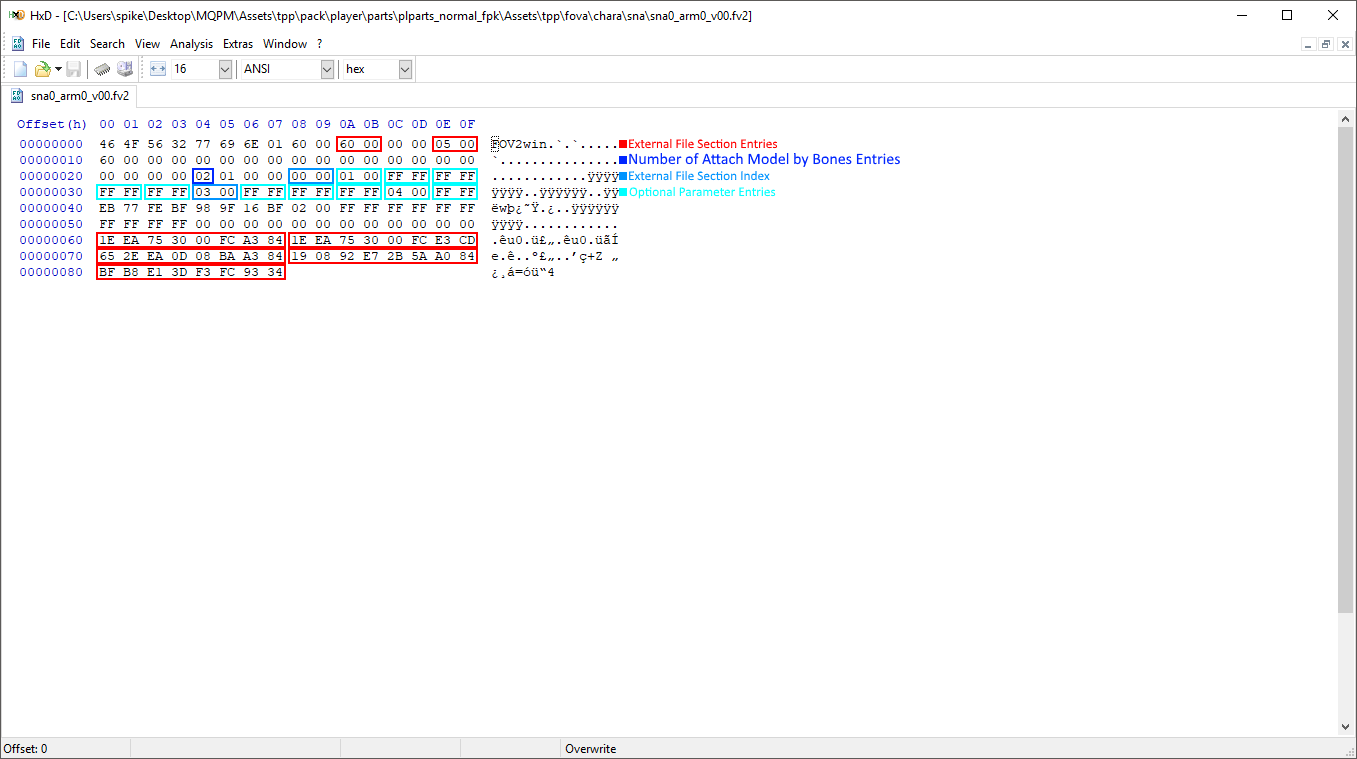 HxD - [C:\Users\spike\Desktop\MQPM\Assets\tpp\pack\player\parts\plparts_normal_fpk\Assets\tpp\fova\chara\sna\sna0_arm0_v00.fv2]
File Edit Search View Analysis Extras Window ?
16 ANSI hex
sna0_arm0_v00.fv2
Offset(h) 00 01 02 03 04 05 06 07 08 09 0A 0B 0C 0D 0E 0F
00000000 46 4F 56 32 77 69 6E 01 60 00 60 00 00 00 05 00 FOV2win.`.`..... External File Section Entries
00000010 60 00 00 00 00 00 00 00 00 00 00 00 00 00 00 00 `............... Number of Attach Model by Bones Entries
00000020 00 00 00 00 02 01 00 00 00 00 01 00 FF FF FF FF ............ÿÿÿÿ External File Section Index
00000030 FF FF FF FF 03 00 FF FF FF FF FF FF 04 00 FF FF ÿÿÿÿ..ÿÿÿÿÿÿ..ÿÿ Optional Parameter Entries
00000040 EB 77 FE BF 98 9F 16 BF 02 00 FF FF FF FF FF FF ëwþ¿˜Ÿ.¿..ÿÿÿÿÿÿ
00000050 FF FF FF FF 00 00 00 00 00 00 00 00 00 00 00 00 ÿÿÿÿ............
00000060 1E EA 75 30 00 FC A3 84 1E EA 75 30 00 FC E3 CD .êu0.ü£„.êu0.üãÍ
00000070 65 2E EA 0D 08 BA A3 84 19 08 92 E7 2B 5A A0 84 e.ê..º£„..’ç+Z „
00000080 BF B8 E1 3D F3 FC 93 34 ¿¸á=óü“4
Offset: 0 Overwrite